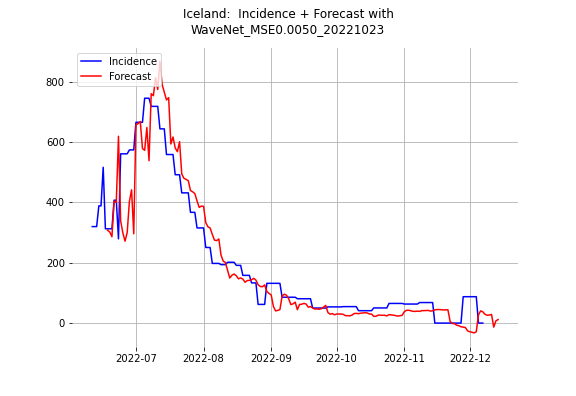 Iceland:  Incidence + Forecast with
WaveNet_MSE0.0050_20221023
Incidence
Forecast
800
600
400
200
0
2022-07
2022-08
2022-09
2022-10
2022-11
2022-12